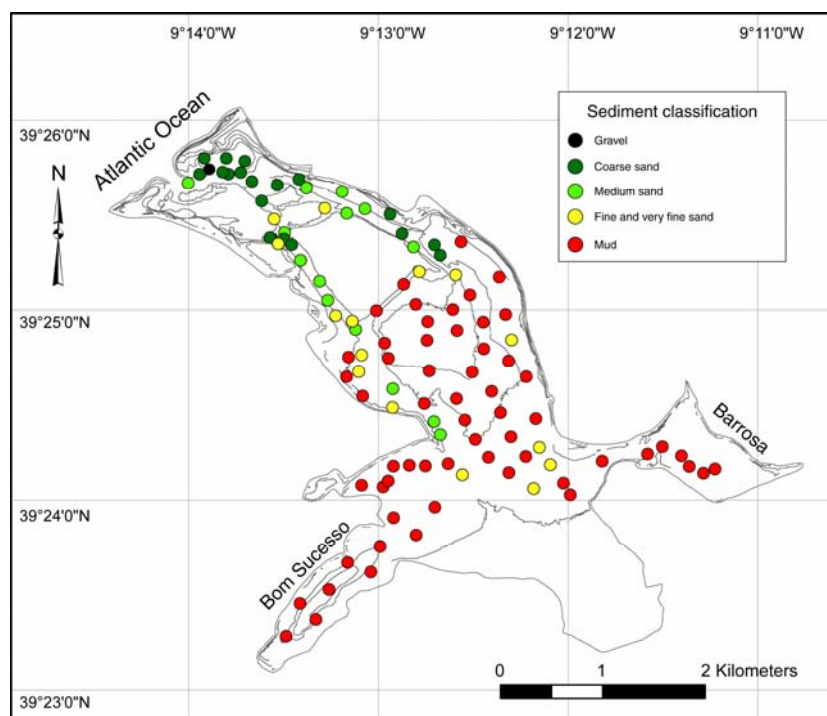 9°14'0"W 9°13'0"W 9°12'0"W 9°11'0"W
39°26'0"N
Atlantic Ocean
N
Sediment classification
Gravel
Coarse sand
Medium sand
Fine and very fine sand
Mud
39°25'0"N
Barrosa
39°24'0"N
Bom Sucesso
0 1 2 Kilometers
39°23'0"N